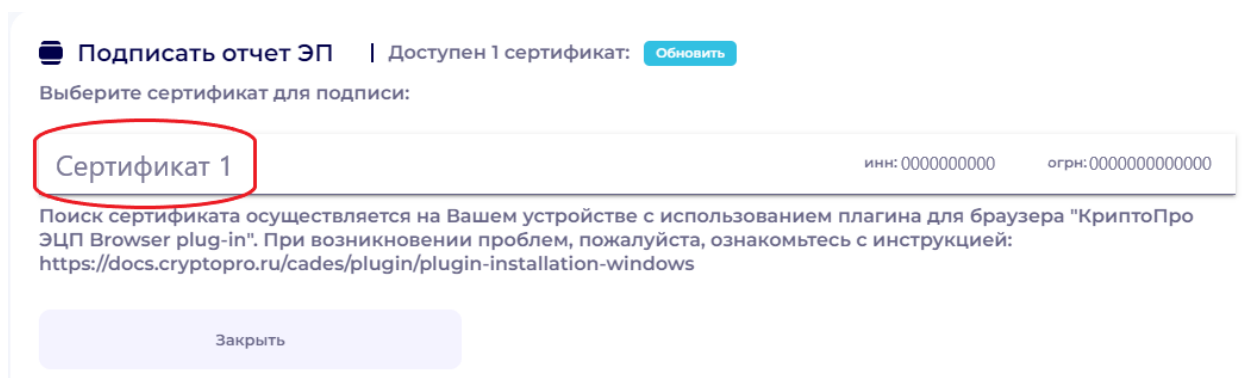 Подписать отчет ЭП | Доступен 1 сертификат: Обновить
Выберите сертификат для подписи:
Сертификат 1 инн: 0000000000 огрн: 0000000000000
Поиск сертификата осуществляется на Вашем устройстве с использованием плагина для браузера "КриптоПро
ЭЦП Browser plug-in". При возникновении проблем, пожалуйста, ознакомьтесь с инструкцией:
https://docs.cryptopro.ru/cades/plugin/plugin-installation-windows
Закрыть